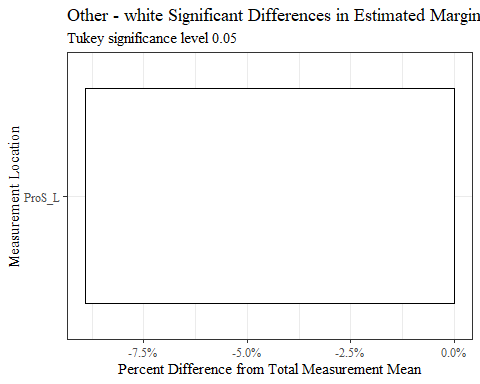 Other - white Significant Differences in Estimated Margin
Tukey significance level 0.05
Measurement Location
ProS_L
-7.5% -5.0% -2.5% 0.0%
Percent Difference from Total Measurement Mean